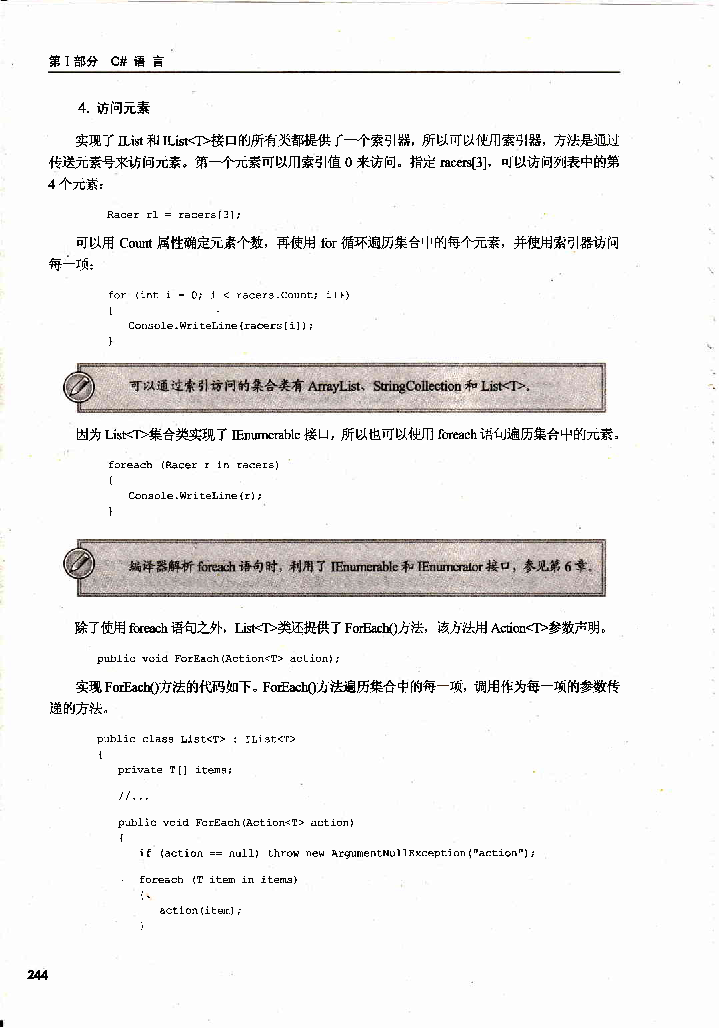 第Ⅰ部分 C# 语 言
4. 访问元素
实现了 IList 和 IList<T>接口的所有类都提供了一个索引器，所以可以使用索引器，方法是通过
传送元素号来访问元素。第一个元素可以用索引值 0 来访问。指定 racers[3]，可以访问列表中的第
4 个元素：
Racer r1 = racers[3];
可以用 Count 属性确定元素个数，再使用 for 循环遍历集合中的每个元素，并使用索引器访问
每一项：
for (int i = 0; i < racers.Count; i++)
{
Console.WriteLine(racers[i]);
}
可以通过索引访问的集合类有 ArrayList、StringCollection 和 List<T>。
因为 List<T>集合类实现了 IEnumerable 接口，所以也可以使用 foreach 语句遍历集合中的元素。
foreach (Racer r in racers)
{
Console.WriteLine(r);
}
编译器解析 foreach 语句时，利用了 IEnumerable 和 IEnumerator 接口，参见第 6 章。
除了使用 foreach 语句之外，List<T>类还提供了 ForEach()方法，该方法用 Action<T>参数声明。
public void ForEach(Action<T> action);
实现 ForEach()方法的代码如下。ForEach()方法遍历集合中的每一项，调用作为每一项的参数传
递的方法。
public class List<T> : IList<T>
{
private T[] items;
//...
public void ForEach(Action<T> action)
{
if (action == null) throw new ArgumentNullException("action");
foreach (T item in items)
{
action(item);
}
244